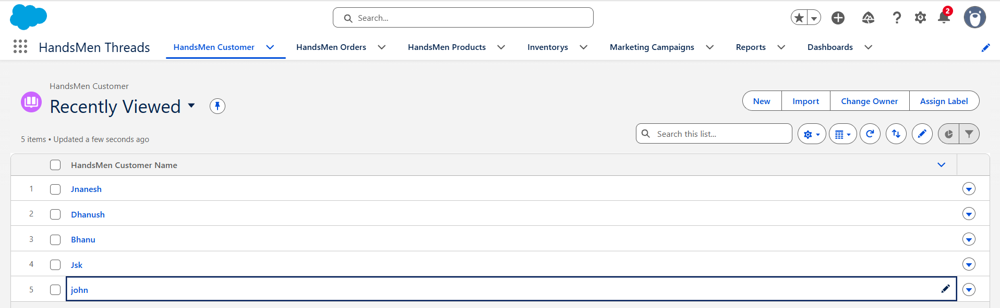 Search...
2
HandsMen Threads
HandsMen Customer HandsMen Orders HandsMen Products Inventorys Marketing Campaigns Reports Dashboards
HandsMen Customer
Recently Viewed
New Import Change Owner Assign Label
5 items • Updated a few seconds ago
Search this list...
HandsMen Customer Name
1 Jnanesh
2 Dhanush
3 Bhanu
4 Jsk
5 john